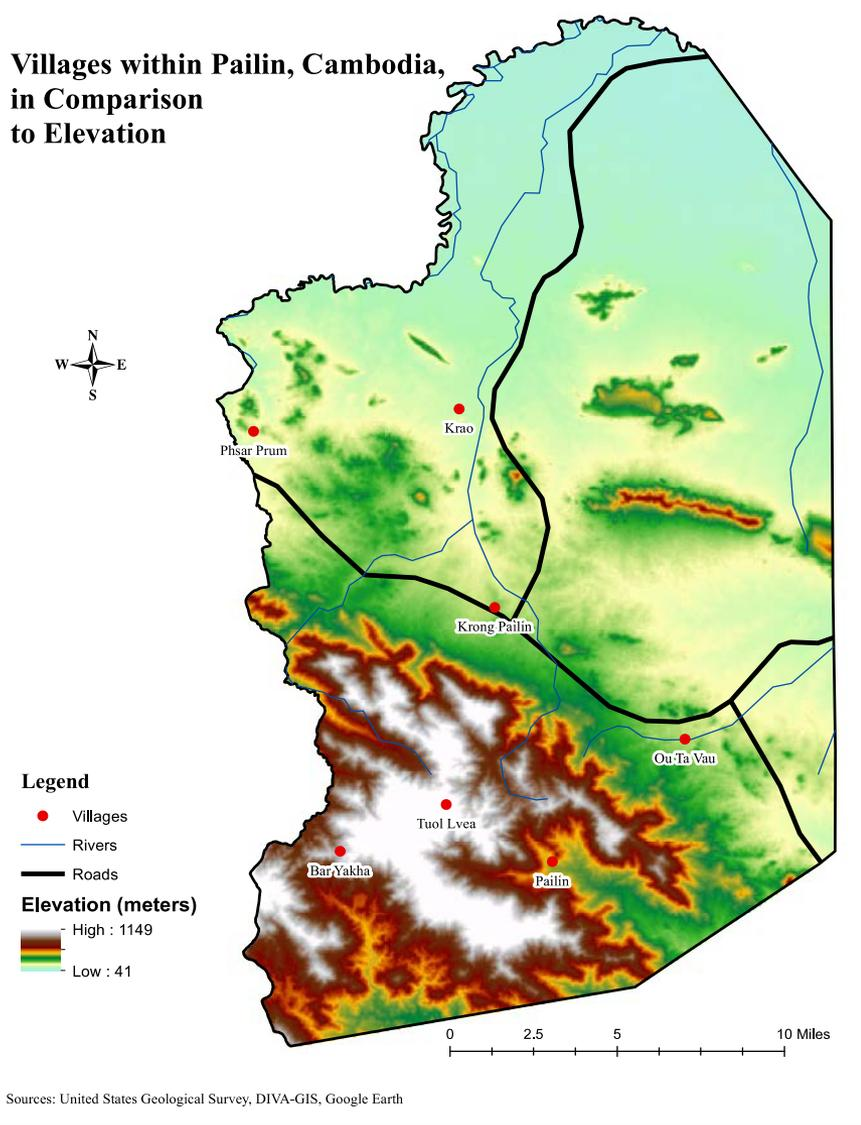 Villages within Pailin, Cambodia,
in Comparison
to Elevation
N
W E
S
Krao
Phsar Prum
Krong Pailin
Ou Ta Vau
Tuol Lvea
Bar Yakha
Pailin
Legend
Villages
Rivers
Roads
Elevation (meters)
High : 1149
Low : 41
0 2.5 5 10 Miles
Sources: United States Geological Survey, DIVA-GIS, Google Earth